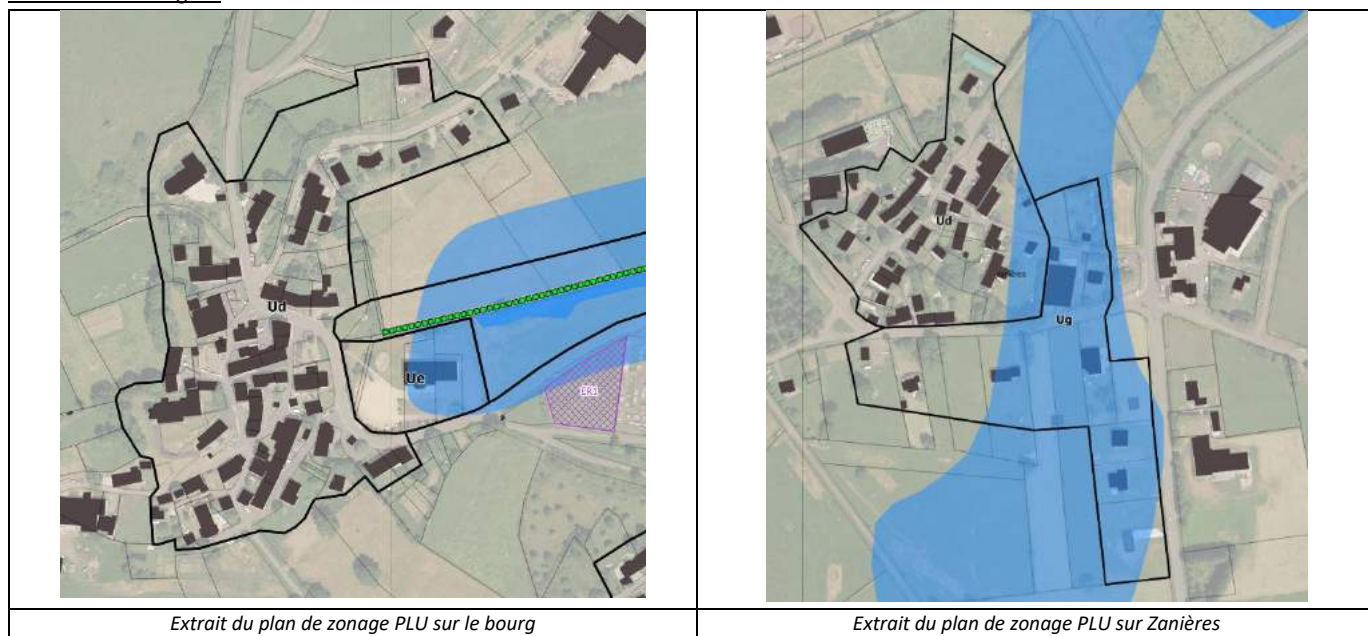 Ud
Ue
ER1
Extrait du plan de zonage PLU sur le bourg
Ud
Ug
Extrait du plan de zonage PLU sur Zanières